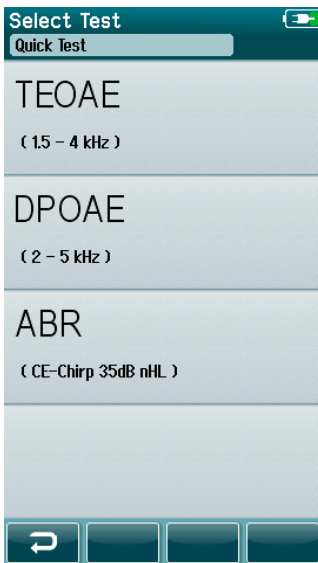 Select Test
Quick Test
TEOAE
( 1.5 - 4 kHz )
DPOAE
( 2 - 5 kHz )
ABR
( CE-Chirp 35dB nHL )